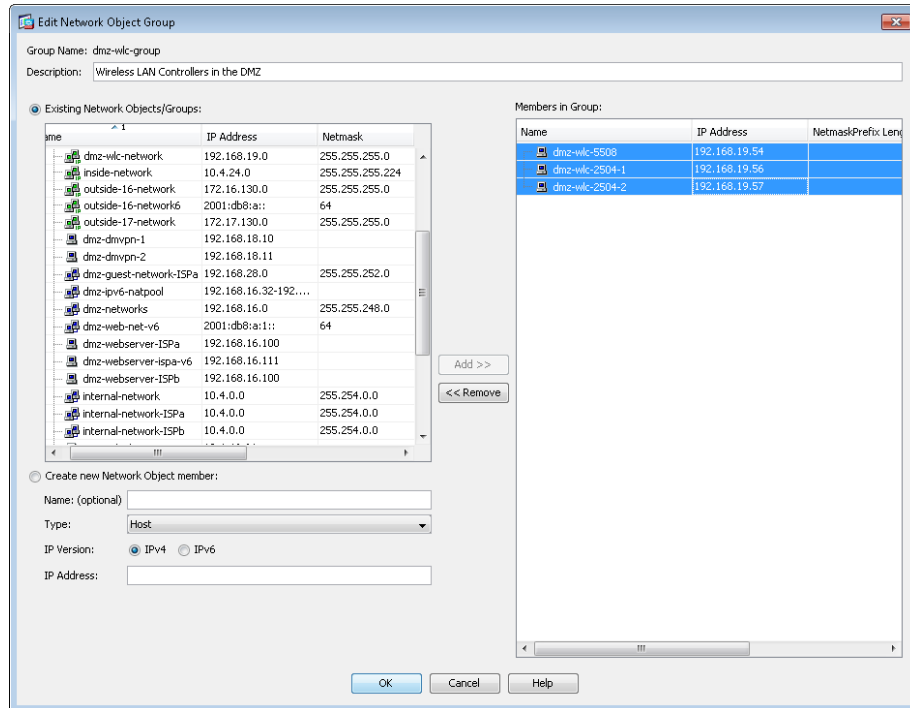 Edit Network Object Group
Group Name: dmz-wlc-group
Description: Wireless LAN Controllers in the DMZ
Existing Network Objects/Groups:
ame 1 IP Address Netmask
dmz-wlc-network 192.168.19.0 255.255.255.0
inside-network 10.4.24.0 255.255.255.224
outside-16-network 172.16.130.0 255.255.255.0
outside-16-network6 2001:db8:a:: 64
outside-17-network 172.17.130.0 255.255.255.0
dmz-dmvpn-1 192.168.18.10
dmz-dmvpn-2 192.168.18.11
dmz-guest-network-ISPa 192.168.28.0 255.255.252.0
dmz-ipv6-natpool 192.168.16.32-192....
dmz-networks 192.168.16.0 255.255.248.0
dmz-web-net-v6 2001:db8:a:1:: 64
dmz-webserver-ISPa 192.168.16.100
dmz-webserver-ispa-v6 192.168.16.111
dmz-webserver-ISPb 192.168.16.100
internal-network 10.4.0.0 255.254.0.0
internal-network-ISPa 10.4.0.0 255.254.0.0
internal-network-ISPb 10.4.0.0 255.254.0.0
Add >>
<< Remove
Members in Group:
Name IP Address NetmaskPrefix Leng
dmz-wlc-5508 192.168.19.54
dmz-wlc-2504-1 192.168.19.56
dmz-wlc-2504-2 192.168.19.57
Create new Network Object member:
Name: (optional)
Type: Host
IP Version: IPv4 IPv6
IP Address:
OK Cancel Help